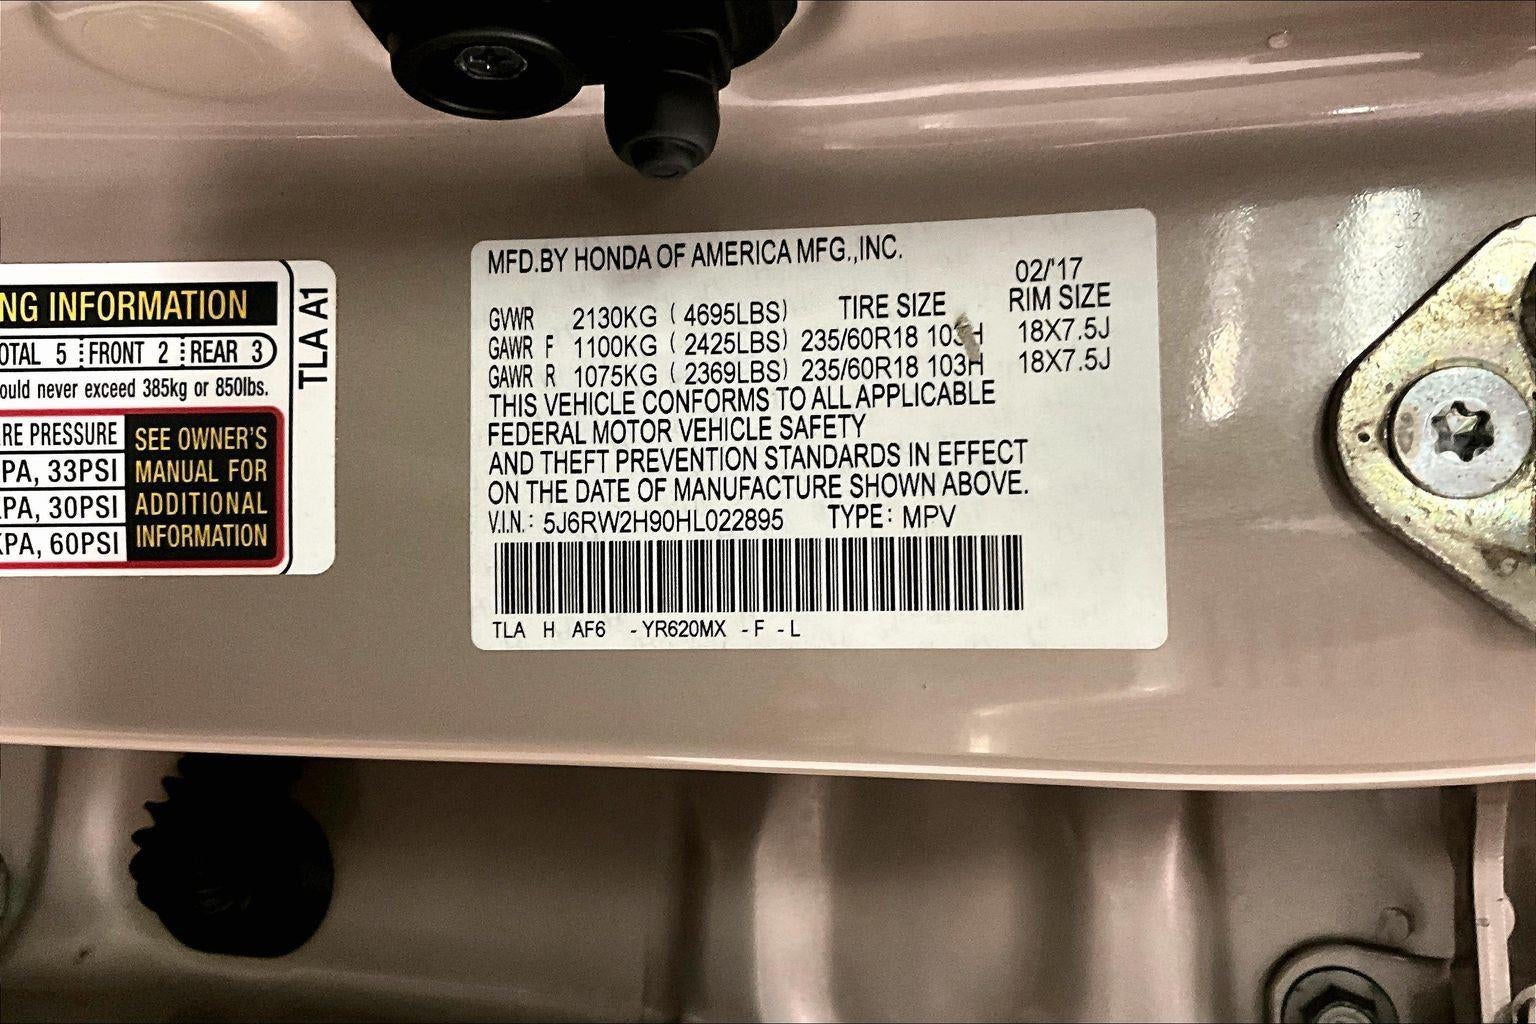 NG INFORMATION
OTAL 5 FRONT 2 REAR 3
ould never exceed 385kg or 850lbs.
RE PRESSURE
PA, 33PSI
PA, 30PSI
KPA, 60PSI
SEE OWNER'S
MANUAL FOR
ADDITIONAL
INFORMATION
TLA A1
MFD.BY HONDA OF AMERICA MFG.,INC.
02/'17
GVWR 2130KG ( 4695LBS) TIRE SIZE RIM SIZE
GAWR F 1100KG ( 2425LBS) 235/60R18 103H 18X7.5J
GAWR R 1075KG ( 2369LBS) 235/60R18 103H 18X7.5J
THIS VEHICLE CONFORMS TO ALL APPLICABLE
FEDERAL MOTOR VEHICLE SAFETY
AND THEFT PREVENTION STANDARDS IN EFFECT
ON THE DATE OF MANUFACTURE SHOWN ABOVE.
V.I.N.: 5J6RW2H90HL022895 TYPE: MPV
TLA H AF6 -YR620MX -F -L